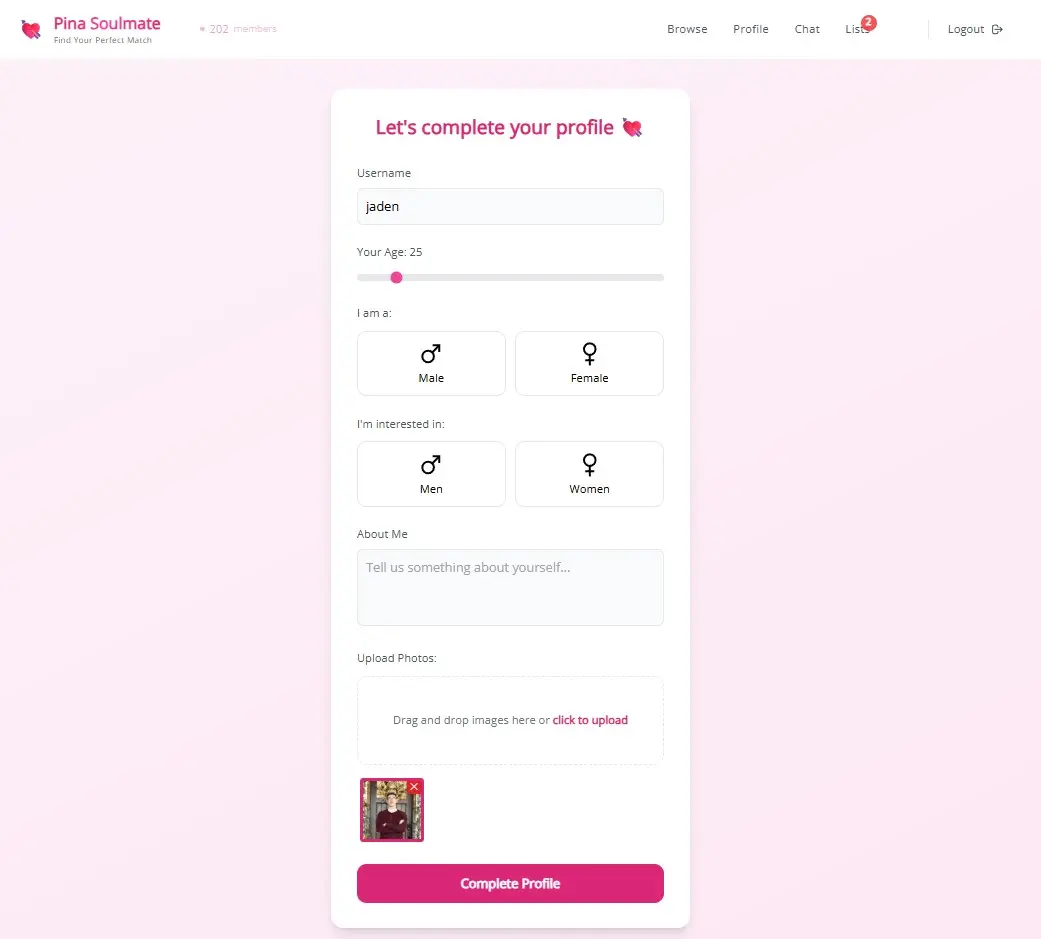 Pina Soulmate
Find Your Perfect Match
202 members
Browse
Profile
Chat
Lists
2
Logout
Let's complete your profile
Username
jaden
Your Age: 25
I am a:
Male
Female
I'm interested in:
Men
Women
About Me
Tell us something about yourself...
Upload Photos:
Drag and drop images here or click to upload
Complete Profile